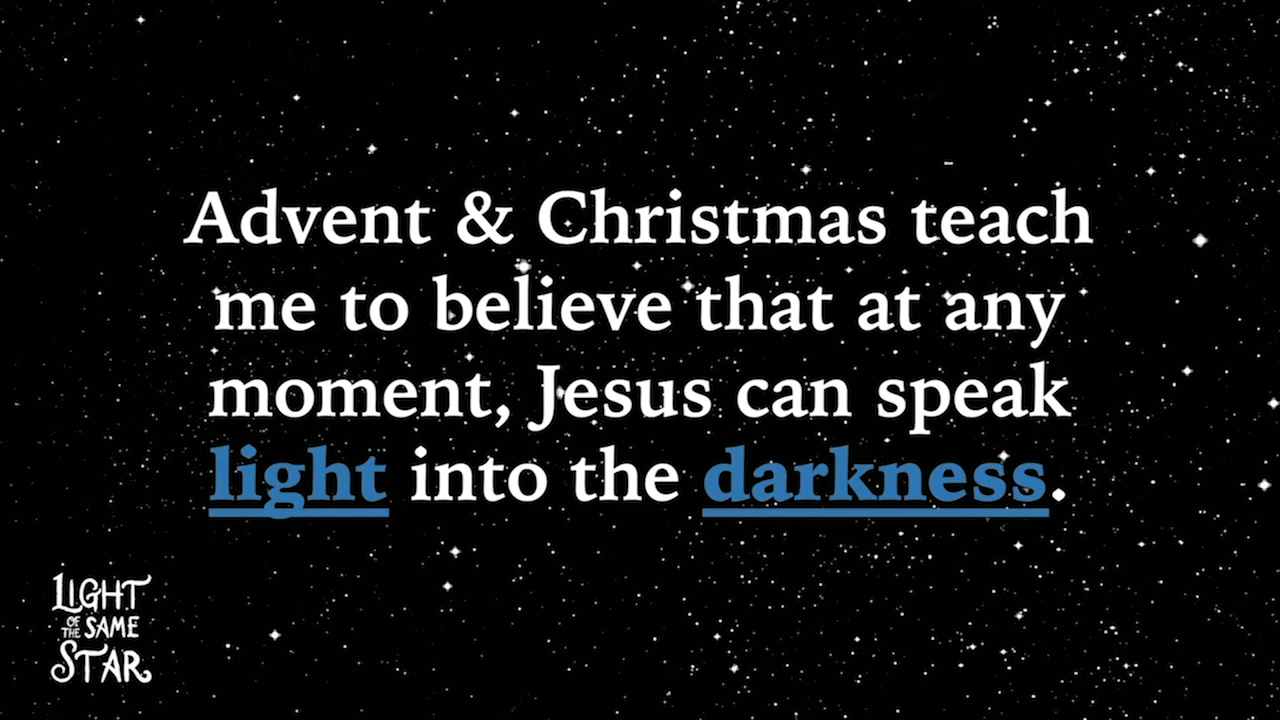 Advent & Christmas teach
me to believe that at any
moment, Jesus can speak
light into the darkness.
LIGHT
OF THE SAME
STAR